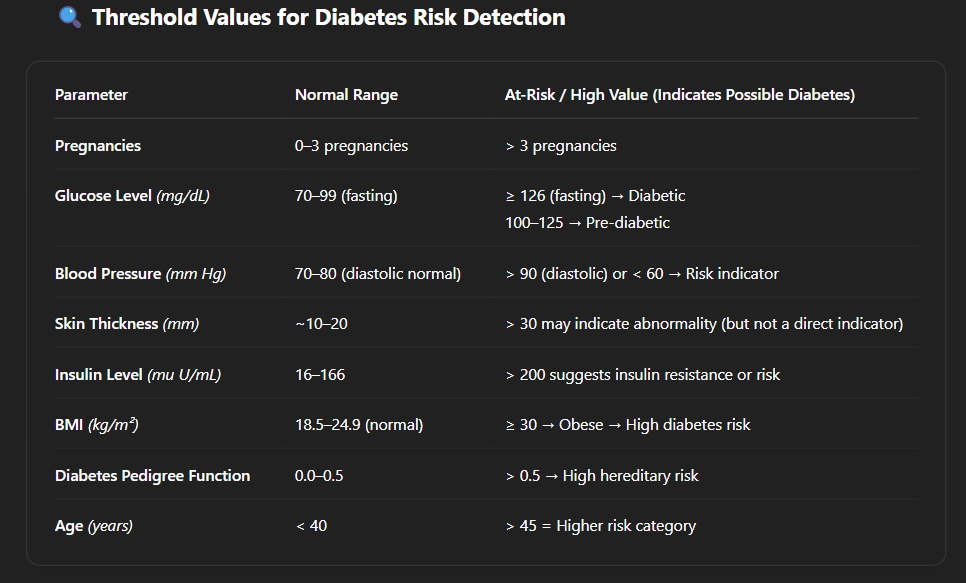 🔍 Threshold Values for Diabetes Risk Detection
Parameter Normal Range At-Risk / High Value (Indicates Possible Diabetes)
Pregnancies 0–3 pregnancies > 3 pregnancies
Glucose Level (mg/dL) 70–99 (fasting) ≥ 126 (fasting) → Diabetic
100–125 → Pre-diabetic
Blood Pressure (mm Hg) 70–80 (diastolic normal) > 90 (diastolic) or < 60 → Risk indicator
Skin Thickness (mm) ~10–20 > 30 may indicate abnormality (but not a direct indicator)
Insulin Level (mu U/mL) 16–166 > 200 suggests insulin resistance or risk
BMI (kg/m²) 18.5–24.9 (normal) ≥ 30 → Obese → High diabetes risk
Diabetes Pedigree Function 0.0–0.5 > 0.5 → High hereditary risk
Age (years) < 40 > 45 = Higher risk category